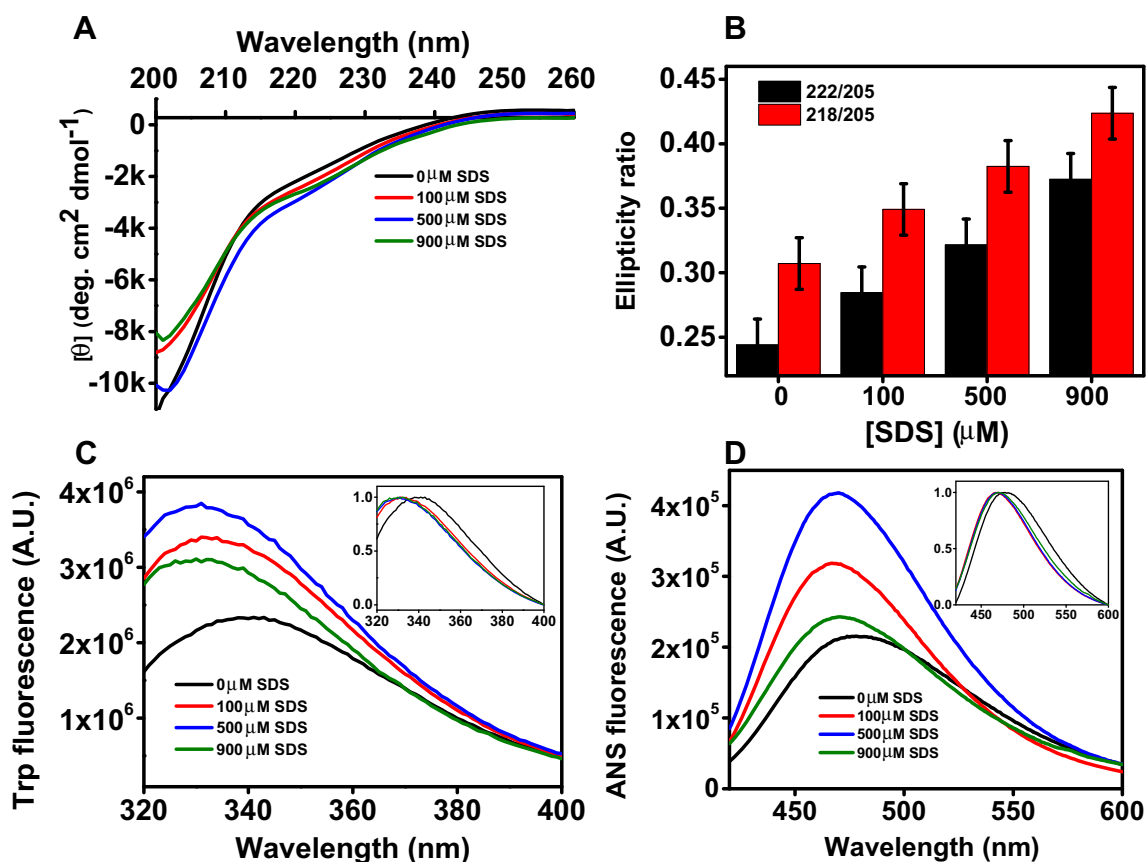 A
Wavelength (nm)
200 210 220 230 240 250 260
0
-2k
-4k
-6k
-8k
-10k
[θ] (deg. cm² dmol⁻¹)
0μM SDS
100μM SDS
500μM SDS
900μM SDS
B
Ellipticity ratio
0.45
0.40
0.35
0.30
0.25
222/205
218/205
0 100 500 900
[SDS] (μM)
C
Trp fluorescence (A.U.)
4x10⁶
3x10⁶
2x10⁶
1x10⁶
1.0
0.5
0.0
320 340 360 380 400
0μM SDS
100μM SDS
500μM SDS
900μM SDS
320 340 360 380 400
Wavelength (nm)
D
ANS fluorescence (A.U.)
4x10⁵
3x10⁵
2x10⁵
1x10⁵
0
1.0
0.5
0.0
450 500 550 600
0μM SDS
100μM SDS
500μM SDS
900μM SDS
450 500 550 600
Wavelength (nm)